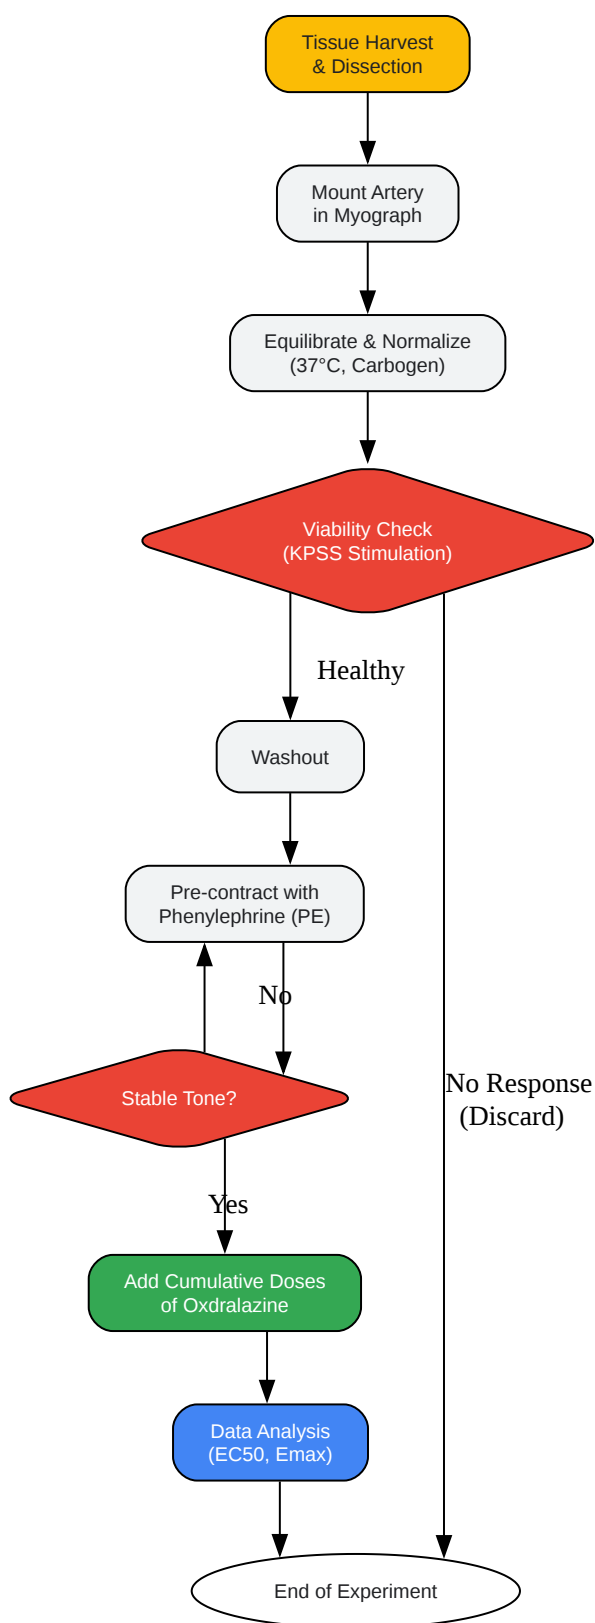 Tissue Harvest
& Dissection
Mount Artery
in Myograph
Equilibrate & Normalize
(37°C, Carbogen)
Viability Check
(KPSS Stimulation)
Healthy
Washout
Pre-contract with
Phenylephrine (PE)
No
Stable Tone?
No Response
(Discard)
Yes
Add Cumulative Doses
of Oxdralazine
Data Analysis
(EC50, Emax)
End of Experiment